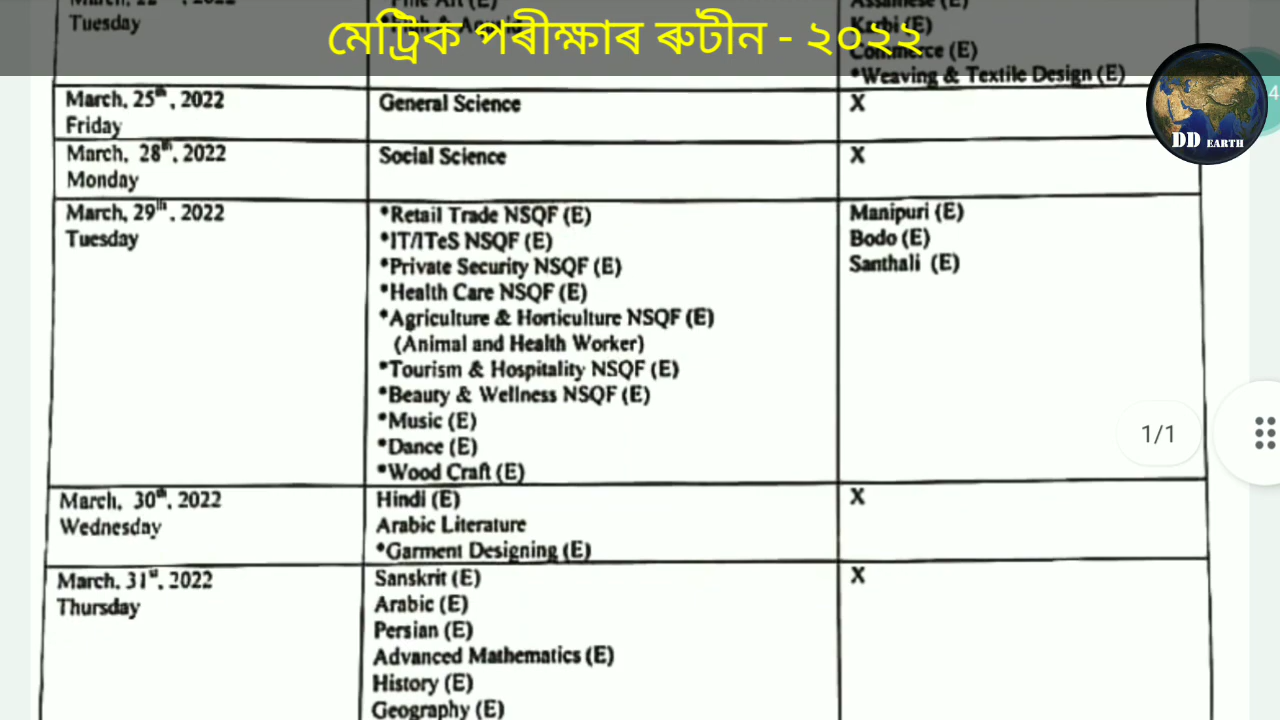 Tuesday
Fine Art (E)
Assamese (E)
Karbi (E)
Commerce (E)
*Weaving & Textile Design (E)
মেট্ৰিক পৰীক্ষাৰ ৰুটীন - ২০২২
March, 25th, 2022
Friday
General Science
X
DD EARTH
March, 28th, 2022
Monday
Social Science
X
March, 29th, 2022
Tuesday
*Retail Trade NSQF (E)
*IT/ITeS NSQF (E)
*Private Security NSQF (E)
*Health Care NSQF (E)
*Agriculture & Horticulture NSQF (E)
(Animal and Health Worker)
*Tourism & Hospitality NSQF (E)
*Beauty & Wellness NSQF (E)
*Music (E)
*Dance (E)
*Wood Craft (E)
Manipuri (E)
Bodo (E)
Santhali (E)
1/1
March, 30th, 2022
Wednesday
Hindi (E)
Arabic Literature
*Garment Designing (E)
X
March, 31st, 2022
Thursday
Sanskrit (E)
Arabic (E)
Persian (E)
Advanced Mathematics (E)
History (E)
Geography (E)
X